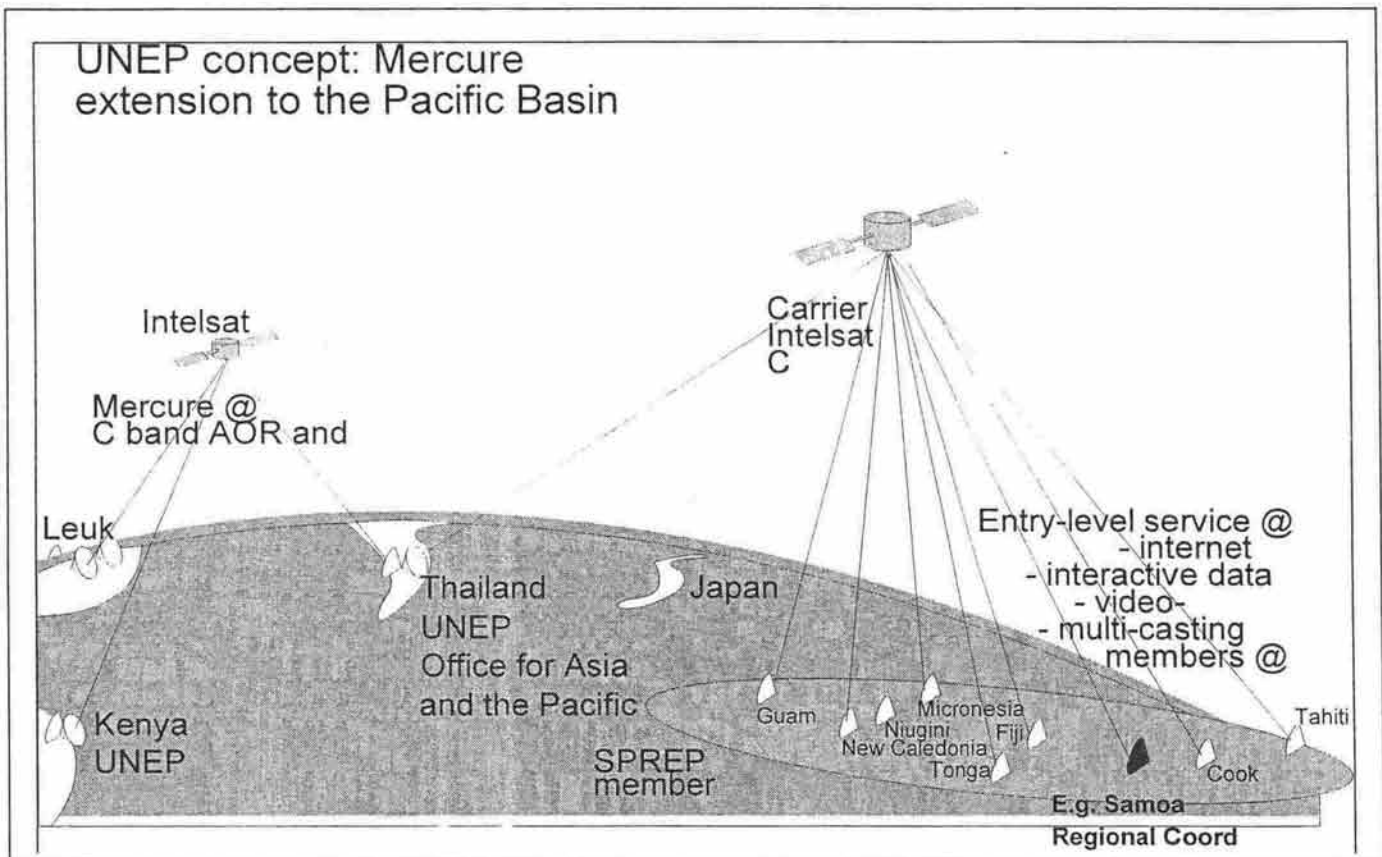 UNEP concept: Mercure
extension to the Pacific Basin
Intelsat
Mercure @
C band AOR and
Carrier
Intelsat
C
Leuk
Thailand
UNEP
Office for Asia
and the Pacific
Japan
Entry-level service @
- internet
- interactive data
- video-
- multi-casting
members @
Kenya
UNEP
SPREP
member
Guam
Micronesia
Niugini
New Caledonia
Fiji
Tonga
Cook
Tahiti
E.g. Samoa
Regional Coord